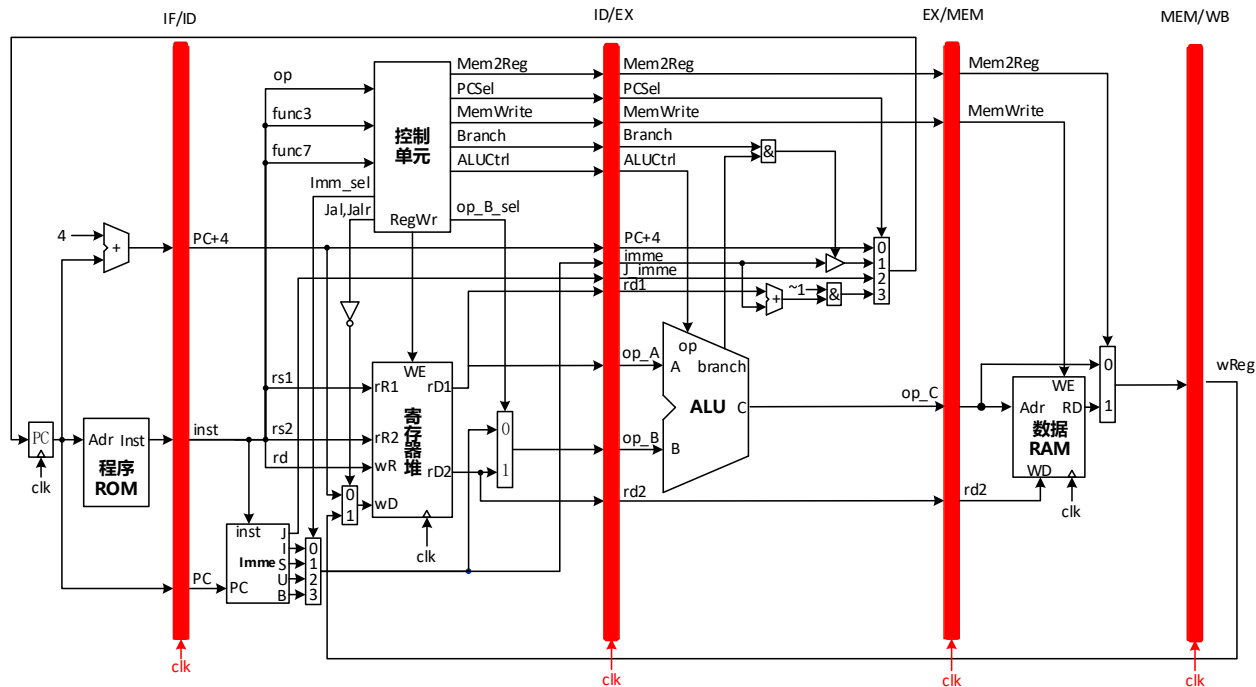 IF/ID
ID/EX
EX/MEM
MEM/WB
op
func3
func7
Imm_sel
Jal,Jalr
控制
单元
RegWr
Mem2Reg
PCSel
MemWrite
Branch
ALUCtrl
op_B_sel
Mem2Reg
PCSel
MemWrite
Branch
ALUCtrl
&
Mem2Reg
MemWrite
4
+
PC+4
PC+4
imme
J_imme
rd1
+
~1
&
0
1
2
3
PC
clk
Adr Inst
程序
ROM
inst
rs1
rs2
rd
WE
rR1
rD1
rR2
寄
存
器
堆
wR
rD2
wD
clk
0
1
0
1
op_A
op_B
rd2
op
A
branch
ALU
C
B
op_C
rd2
WE
Adr
RD
数据
RAM
WD
clk
0
1
wReg
PC
inst
J
I
Imme
S
U
PC
B
0
1
2
3
clk
clk
clk
clk